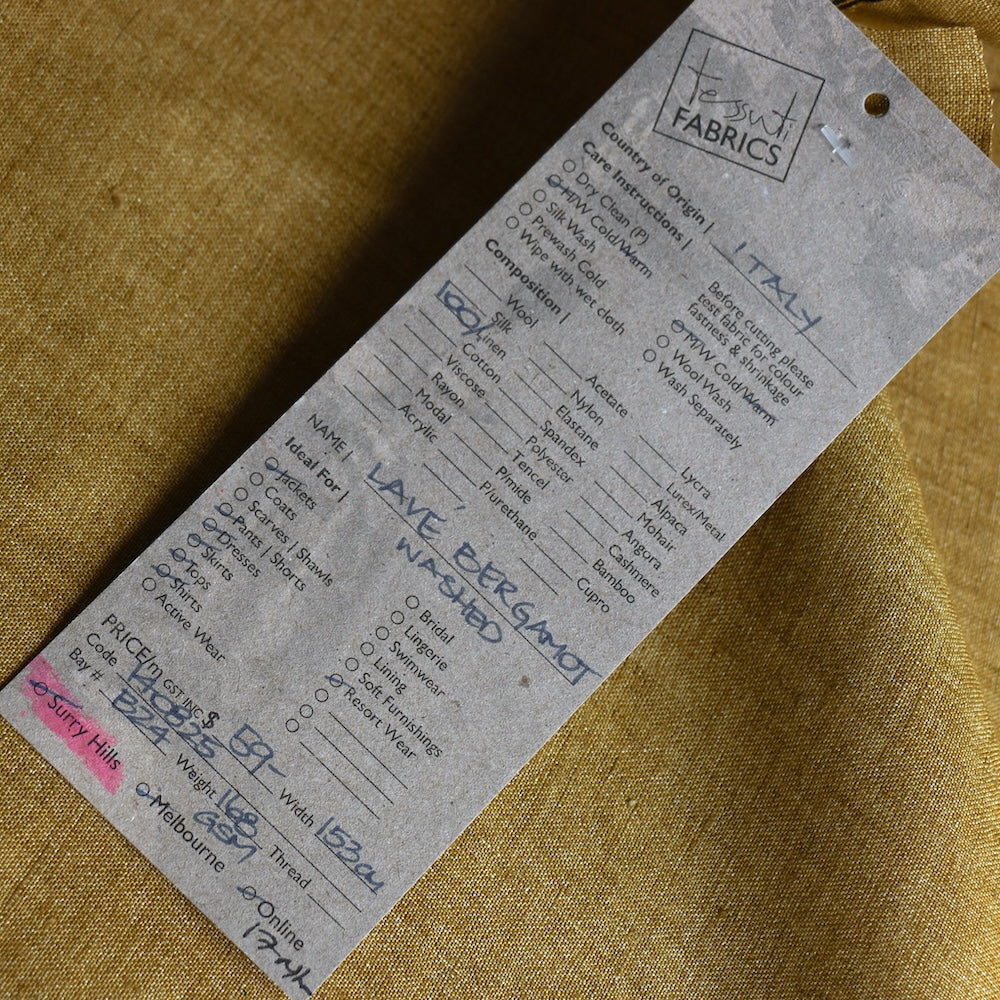 tessuti
FABRICS
Country of Origin | ITALY
Care Instructions |
Dry Clean (P)
H/W Cold/Warm
Silk Wash
Prewash Cold
Wipe with wet cloth
Before cutting please
test fabric for colour
fastness & shrinkage
M/W Cold/Warm
Wool Wash
Wash Separately
Composition |
Wool
Silk
100% Linen
Cotton
Viscose
Rayon
Modal
Acrylic
Acetate
Nylon
Elastane
Spandex
Polyester
Tencel
P/mide
P/urethane
Lycra
Lurex/Metal
Alpaca
Mohair
Angora
Cashmere
Bamboo
Cupro
NAME | LAVÉ BERGAMOT
WASHED
Ideal For |
Jackets
Coats
Scarves | Shawls
Pants | Shorts
Dresses
Skirts
Tops
Shirts
Active Wear
Bridal
Lingerie
Swimwear
Lining
Soft Furnishings
Resort Wear
PRICE/m GST INC $ 59-
Code
Bay # B24
Weight 168
GSM
Width 153cm
Thread
Surry Hills
Melbourne
Online